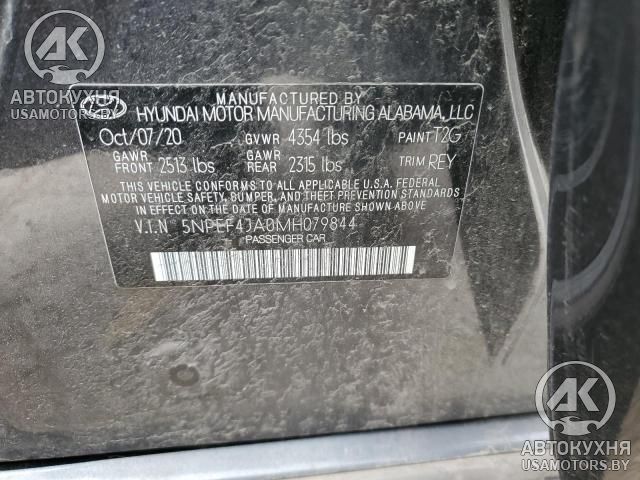 AK
АВТОКУХНЯ
USAMOTORS.BY
MANUFACTURED BY
HYUNDAI MOTOR MANUFACTURING ALABAMA, LLC
Oct/07/20 GVWR 4354 lbs PAINT T2G
GAWR FRONT 2513 lbs GAWR REAR 2315 lbs TRIM REY
THIS VEHICLE CONFORMS TO ALL APPLICABLE U.S.A. FEDERAL
MOTOR VEHICLE SAFETY, BUMPER, AND THEFT PREVENTION
STANDARDS IN EFFECT ON THE DATE OF MANUFACTURE SHOWN ABOVE.
V.I.N 5NPEF4JA0MH079844
PASSENGER CAR
AK
АВТОКУХНЯ
USAMOTORS.BY